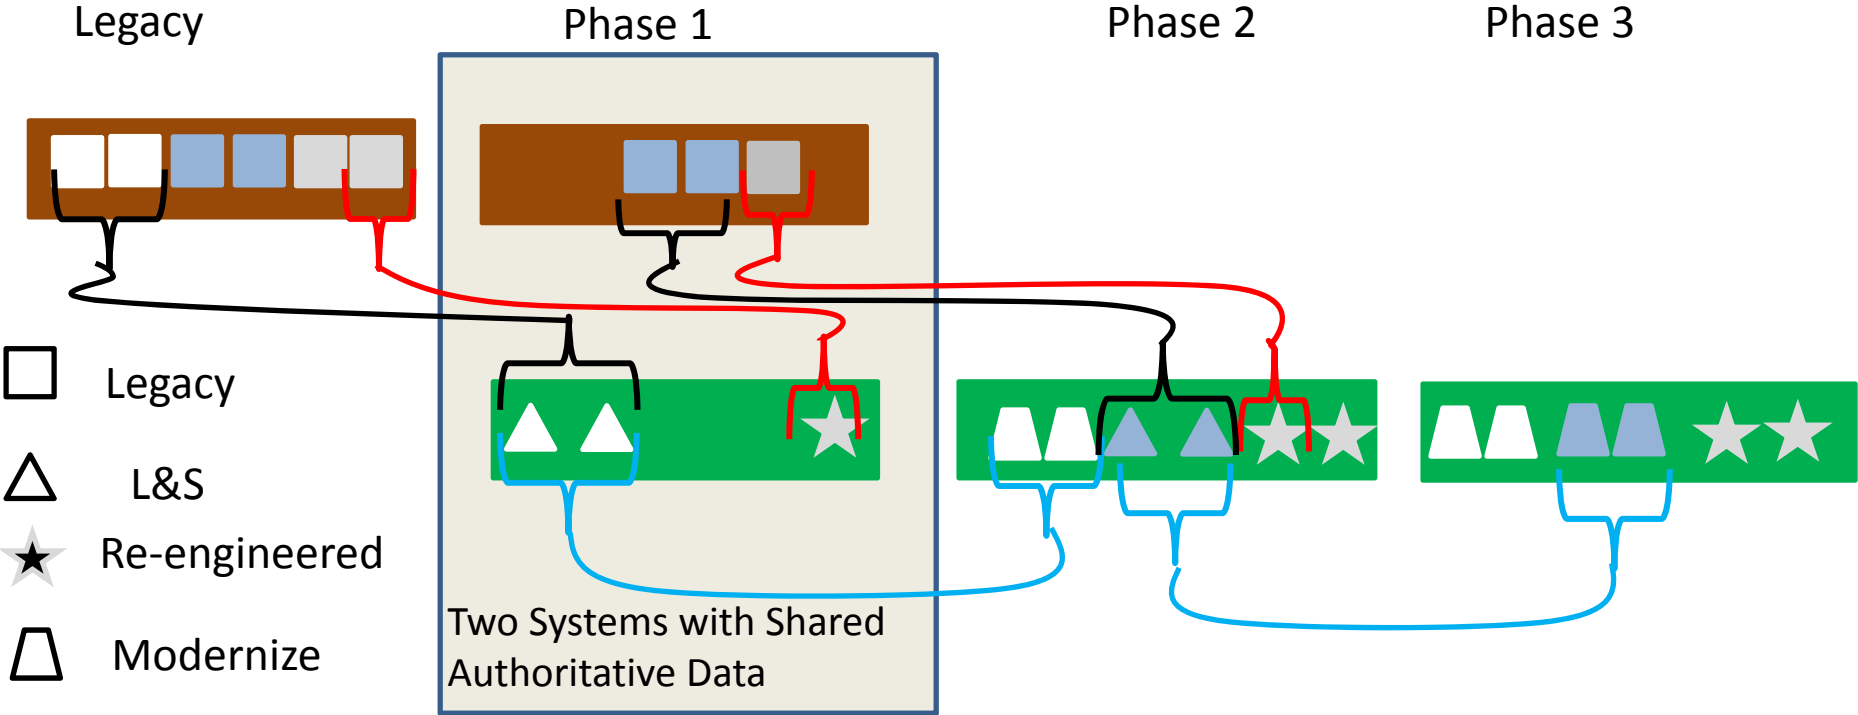 Legacy
Phase 1
Phase 2
Phase 3
Legacy
L&S
Re-engineered
Modernize
Two Systems with Shared
Authoritative Data